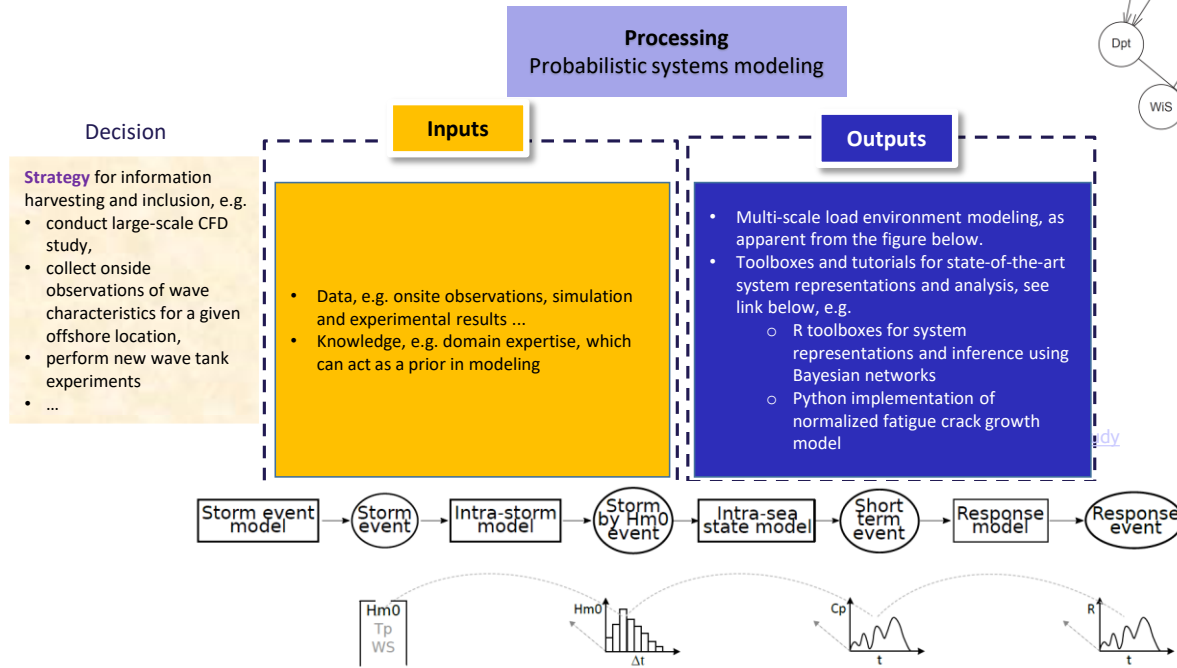 Processing
Probabilistic systems modeling
Dpt
WiS
Decision
Strategy for information
harvesting and inclusion, e.g.
• conduct large-scale CFD
study,
• collect onside
observations of wave
characteristics for a given
offshore location,
• perform new wave tank
experiments
• ...
Inputs
• Data, e.g. onsite observations, simulation
and experimental results ...
• Knowledge, e.g. domain expertise, which
can act as a prior in modeling
Outputs
• Multi-scale load environment modeling, as
apparent from the figure below.
• Toolboxes and tutorials for state-of-the-art
system representations and analysis, see
link below, e.g.
o R toolboxes for system
representations and inference using
Bayesian networks
o Python implementation of
normalized fatigue crack growth
model
Storm event
model
Storm
event
Intra-storm
model
Storm
by Hm0
event
Intra-sea
state model
Short
term
event
Response
model
Response
event
Hm0
Tp
WS
Hm0
Δt
Cp
t
R
t